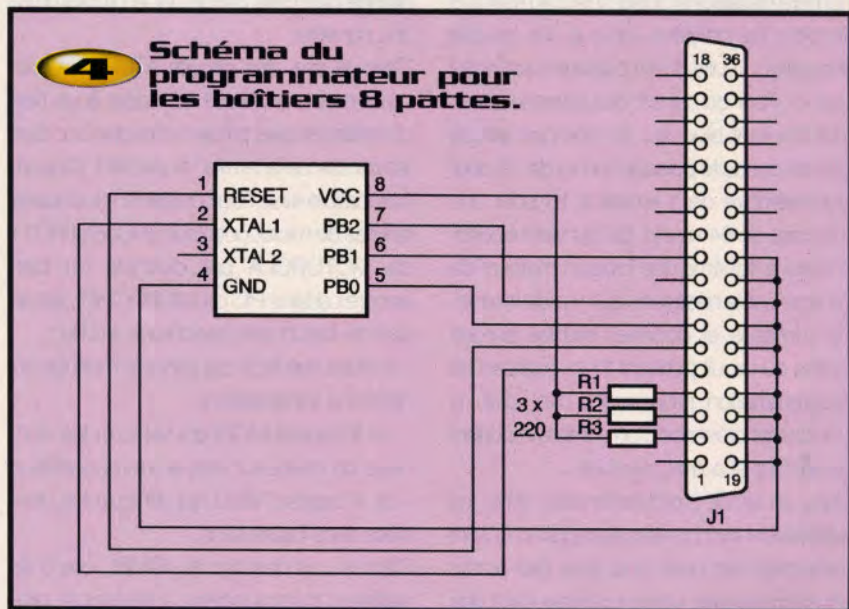 4
Schéma du
programmateur pour
les boîtiers 8 pattes.
18 36
1 RESET VCC 8
2 XTAL1 PB2 7
3 XTAL2 PB1 6
4 GND PB0 5
R1
3 x R2
220 R3
1 19
J1